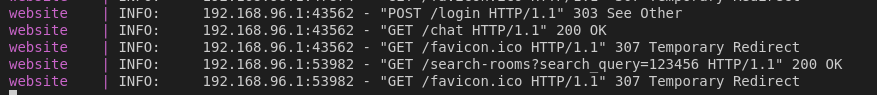 website | INFO: 192.168.96.1:43562 - "POST /login HTTP/1.1" 303 See Other
website | INFO: 192.168.96.1:43562 - "GET /chat HTTP/1.1" 200 OK
website | INFO: 192.168.96.1:43562 - "GET /favicon.ico HTTP/1.1" 307 Temporary Redirect
website | INFO: 192.168.96.1:53982 - "GET /search-rooms?search_query=123456 HTTP/1.1" 200 OK
website | INFO: 192.168.96.1:53982 - "GET /favicon.ico HTTP/1.1" 307 Temporary Redirect